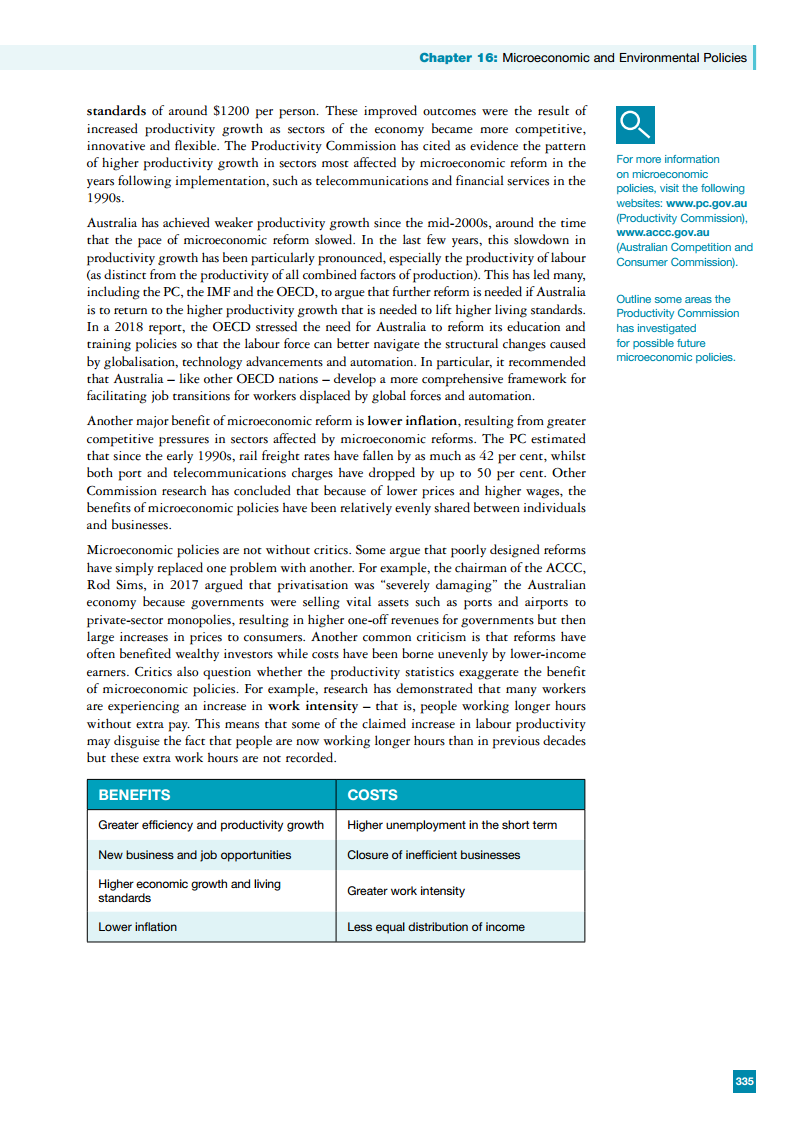 Chapter 16: Microeconomic and Environmental Policies
standards of around $1200 per person. These improved outcomes were the result of
increased productivity growth as sectors of the economy became more competitive,
innovative and flexible. The Productivity Commission has cited as evidence the pattern
of higher productivity growth in sectors most affected by microeconomic reform in the
years following implementation, such as telecommunications and financial services in the
1990s.
Australia has achieved weaker productivity growth since the mid-2000s, around the time
that the pace of microeconomic reform slowed. In the last few years, this slowdown in
productivity growth has been particularly pronounced, especially the productivity of labour
(as distinct from the productivity of all combined factors of production). This has led many,
including the PC, the IMF and the OECD, to argue that further reform is needed if Australia
is to return to the higher productivity growth that is needed to lift higher living standards.
In a 2018 report, the OECD stressed the need for Australia to reform its education and
training policies so that the labour force can better navigate the structural changes caused
by globalisation, technology advancements and automation. In particular, it recommended
that Australia – like other OECD nations – develop a more comprehensive framework for
facilitating job transitions for workers displaced by global forces and automation.
Another major benefit of microeconomic reform is lower inflation, resulting from greater
competitive pressures in sectors affected by microeconomic reforms. The PC estimated
that since the early 1990s, rail freight rates have fallen by as much as 42 per cent, whilst
both port and telecommunications charges have dropped by up to 50 per cent. Other
Commission research has concluded that because of lower prices and higher wages, the
benefits of microeconomic policies have been relatively evenly shared between individuals
and businesses.
Microeconomic policies are not without critics. Some argue that poorly designed reforms
have simply replaced one problem with another. For example, the chairman of the ACCC,
Rod Sims, in 2017 argued that privatisation was “severely damaging” the Australian
economy because governments were selling vital assets such as ports and airports to
private-sector monopolies, resulting in higher one-off revenues for governments but then
large increases in prices to consumers. Another common criticism is that reforms have
often benefited wealthy investors while costs have been borne unevenly by lower-income
earners. Critics also question whether the productivity statistics exaggerate the benefit
of microeconomic policies. For example, research has demonstrated that many workers
are experiencing an increase in work intensity – that is, people working longer hours
without extra pay. This means that some of the claimed increase in labour productivity
may disguise the fact that people are now working longer hours than in previous decades
but these extra work hours are not recorded.
BENEFITS COSTS
Greater efficiency and productivity growth Higher unemployment in the short term
New business and job opportunities Closure of inefficient businesses
Higher economic growth and living
standards
Greater work intensity
Lower inflation Less equal distribution of income
For more information
on microeconomic
policies, visit the following
websites: www.pc.gov.au
(Productivity Commission),
www.accc.gov.au
(Australian Competition and
Consumer Commission).
Outline some areas the
Productivity Commission
has investigated
for possible future
microeconomic policies.
335